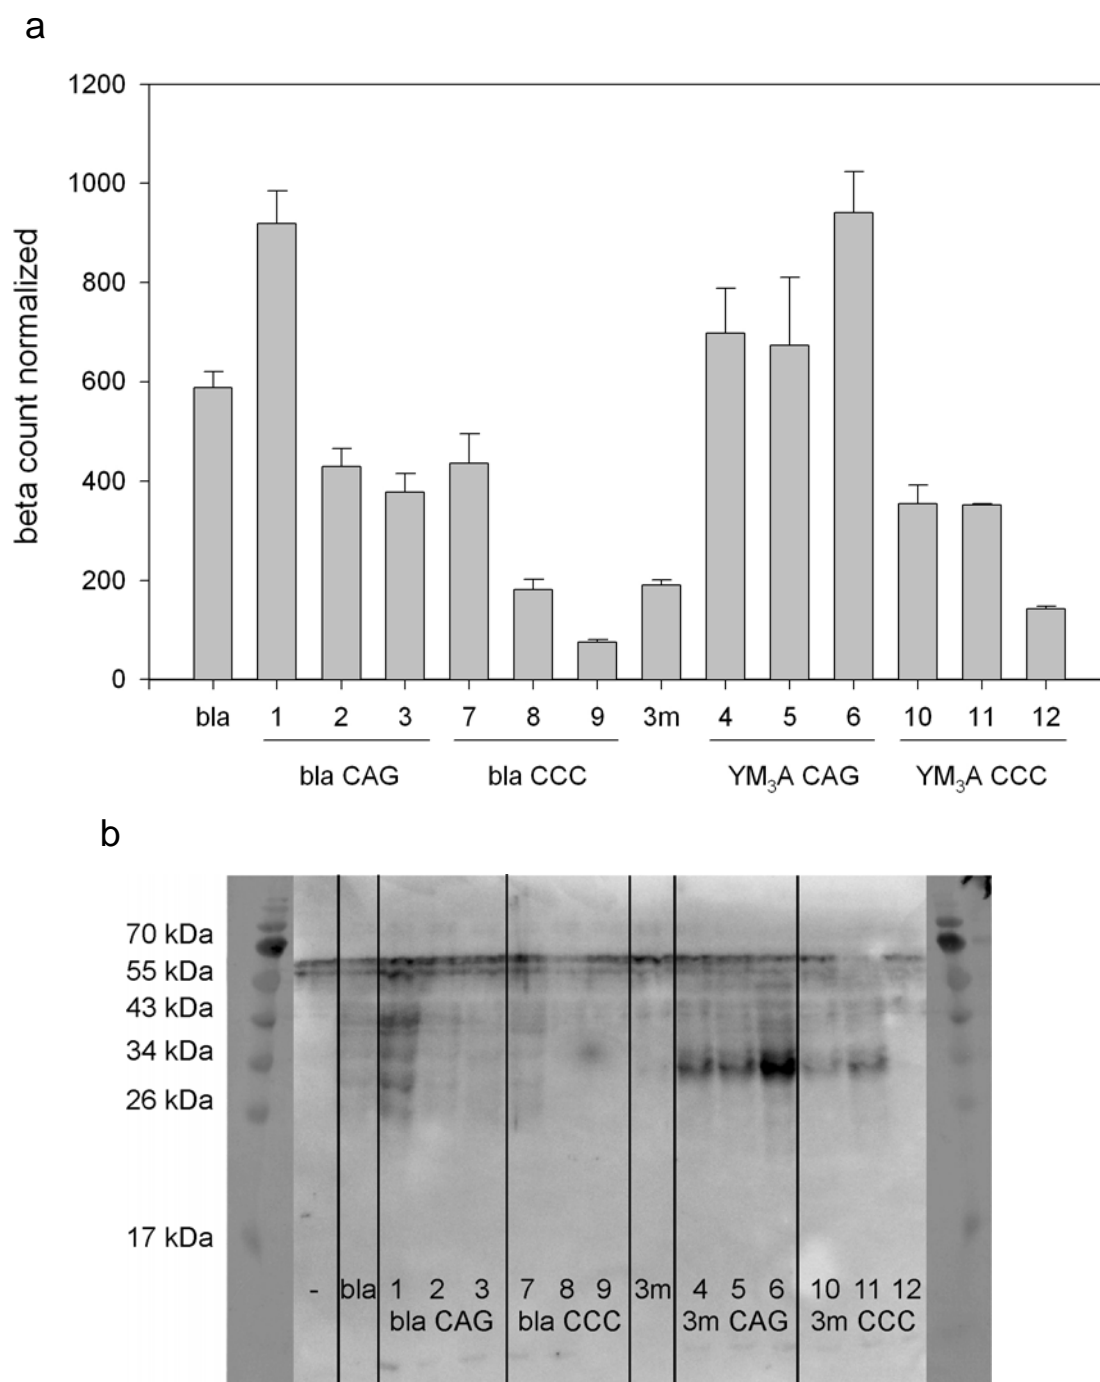 a
1200
1000
800
600
400
200
0
beta count normalized
bla 1 2 3 7 8 9 3m 4 5 6 10 11 12
bla CAG bla CCC YM₃A CAG YM₃A CCC
b
70 kDa
55 kDa
43 kDa
34 kDa
26 kDa
17 kDa
- bla 1 2 3 7 8 9 3m 4 5 6 10 11 12
bla CAG bla CCC 3m CAG 3m CCC